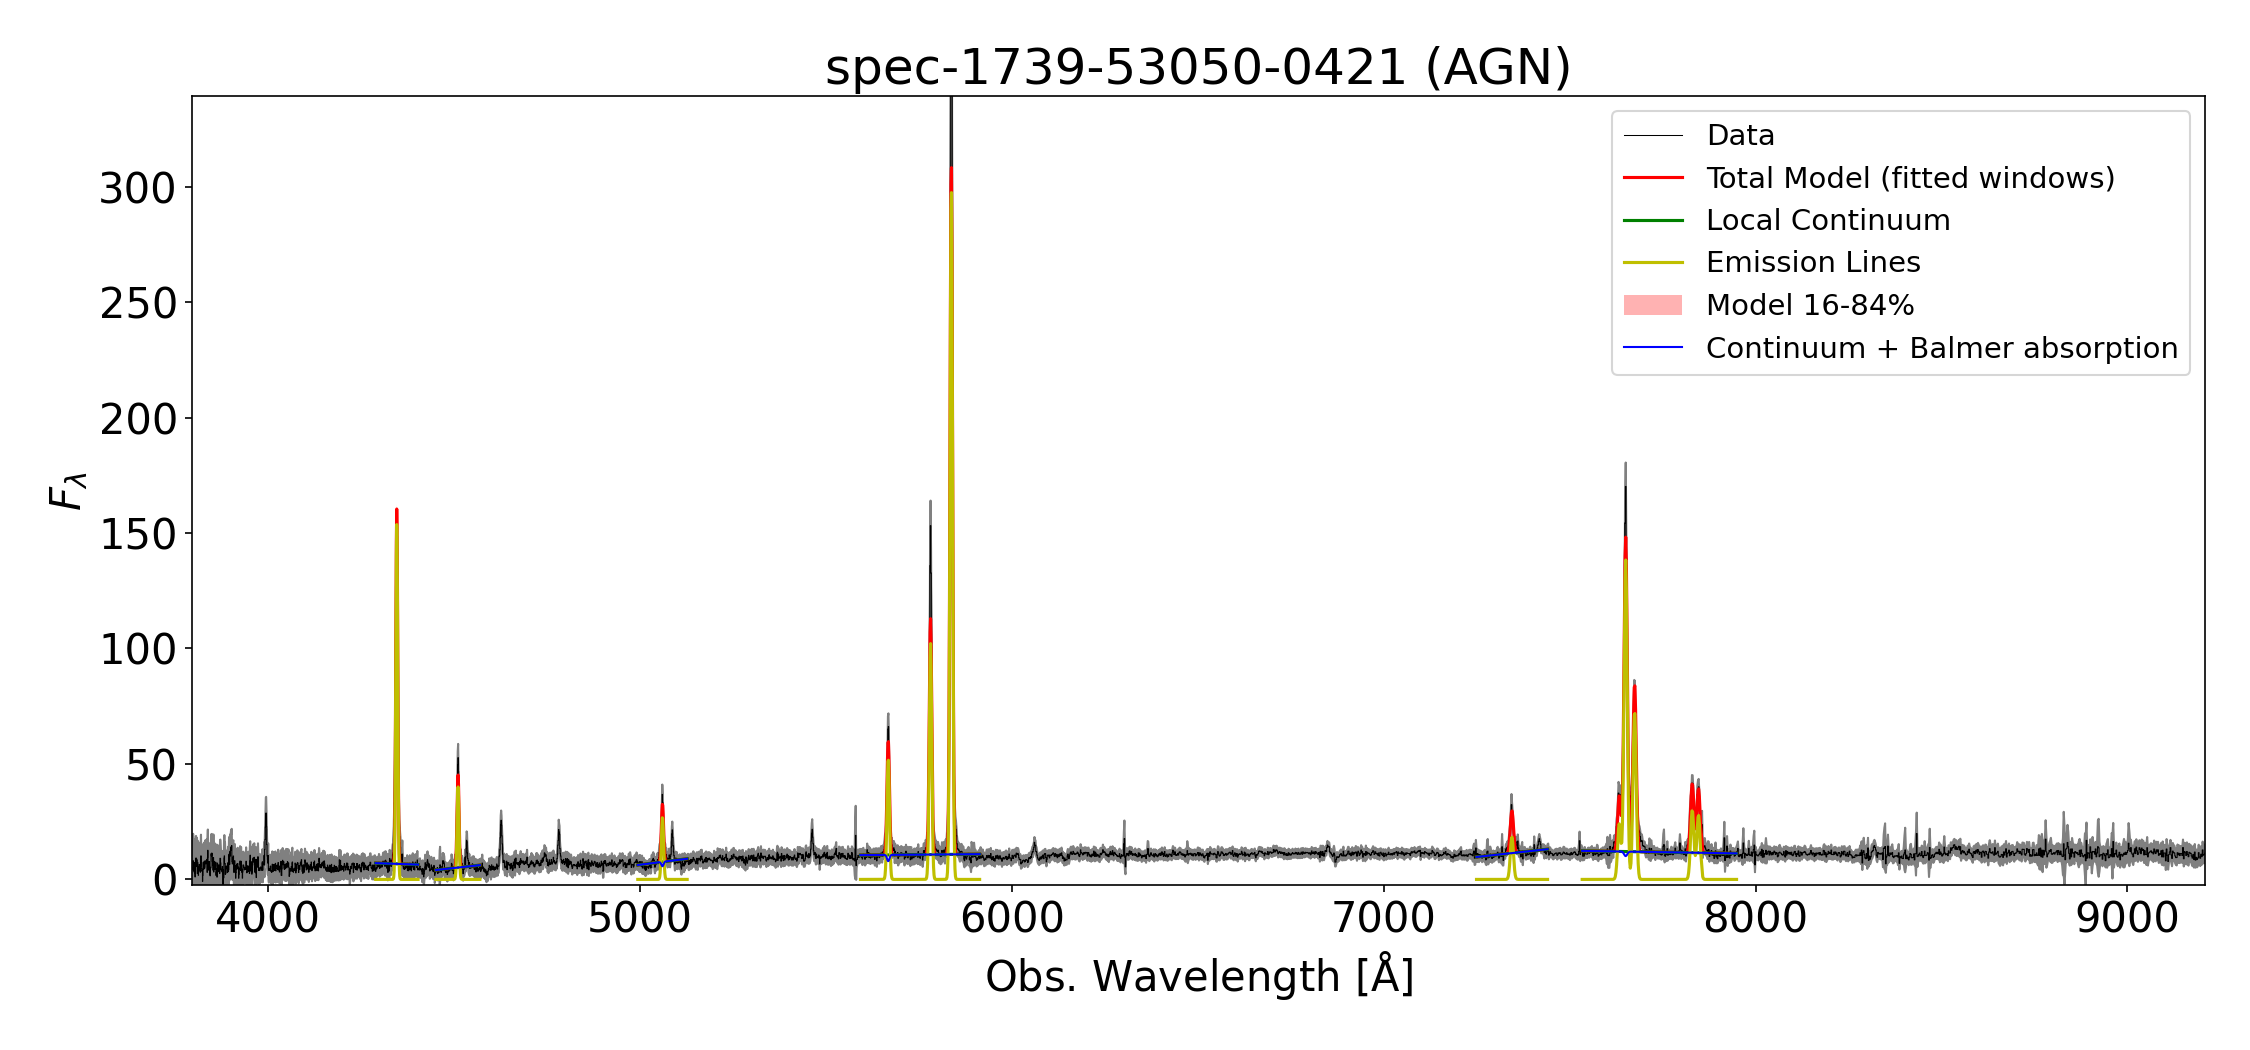 spec-1739-53050-0421 (AGN)
Data
Total Model (fitted windows)
Local Continuum
Emission Lines
Model 16-84%
Continuum + Balmer absorption
300
250
200
150
100
50
0
Fλ
4000 5000 6000 7000 8000 9000
Obs. Wavelength [Å]